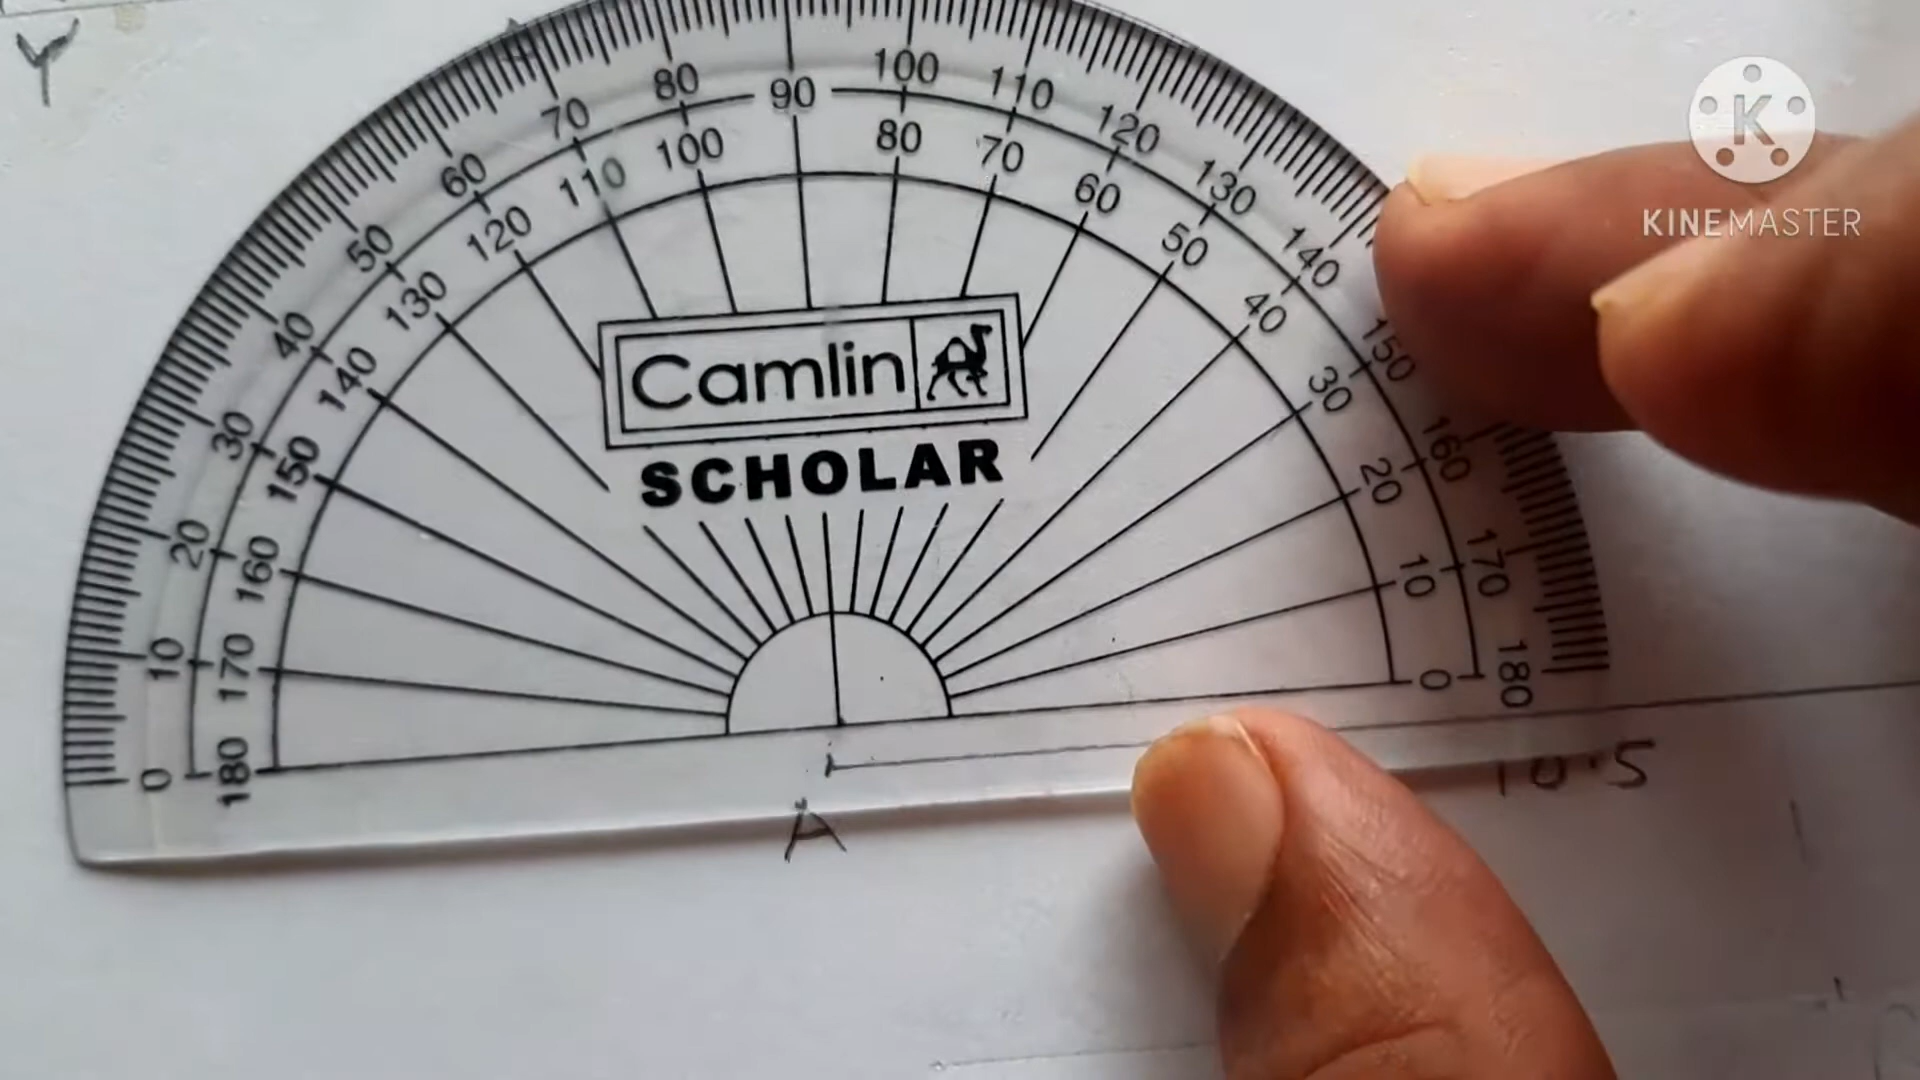 Y
80 90 100 110 120 130 140 150 160 170 180
70 60 50 40 30 20 10 0
100 80 70 60 50 40 30 20 10 0
110 120 130 140 150 160 170 180
Camlin
SCHOLAR
A
10.5
K
KINEMASTER